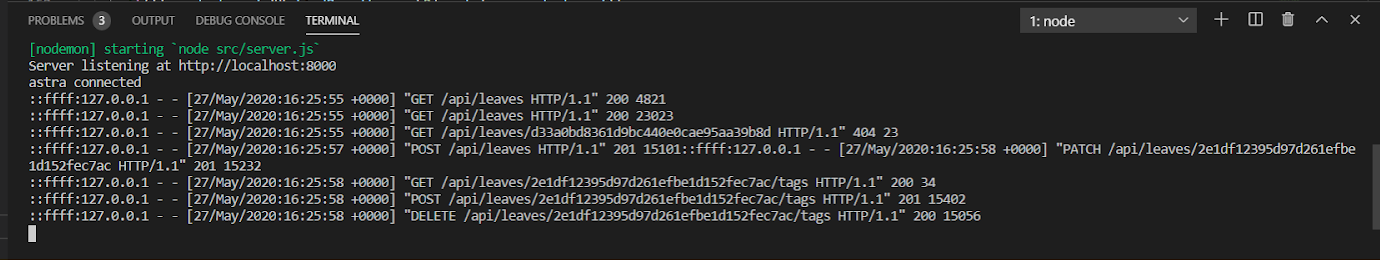 PROBLEMS 3 OUTPUT DEBUG CONSOLE TERMINAL 1: node
[nodemon] starting `node src/server.js`
Server listening at http://localhost:8000
astra connected
::ffff:127.0.0.1 - - [27/May/2020:16:25:55 +0000] "GET /api/leaves HTTP/1.1" 200 4821
::ffff:127.0.0.1 - - [27/May/2020:16:25:55 +0000] "GET /api/leaves HTTP/1.1" 200 23023
::ffff:127.0.0.1 - - [27/May/2020:16:25:55 +0000] "GET /api/leaves/d33a0bd8361d9bc440e0cae95aa39b8d HTTP/1.1" 404 23
::ffff:127.0.0.1 - - [27/May/2020:16:25:57 +0000] "POST /api/leaves HTTP/1.1" 201 15101::ffff:127.0.0.1 - - [27/May/2020:16:25:58 +0000] "PATCH /api/leaves/2e1df12395d97d261efbe
1d152fec7ac HTTP/1.1" 201 15232
::ffff:127.0.0.1 - - [27/May/2020:16:25:58 +0000] "GET /api/leaves/2e1df12395d97d261efbe1d152fec7ac/tags HTTP/1.1" 200 34
::ffff:127.0.0.1 - - [27/May/2020:16:25:58 +0000] "POST /api/leaves/2e1df12395d97d261efbe1d152fec7ac/tags HTTP/1.1" 201 15402
::ffff:127.0.0.1 - - [27/May/2020:16:25:58 +0000] "DELETE /api/leaves/2e1df12395d97d261efbe1d152fec7ac/tags HTTP/1.1" 200 15056